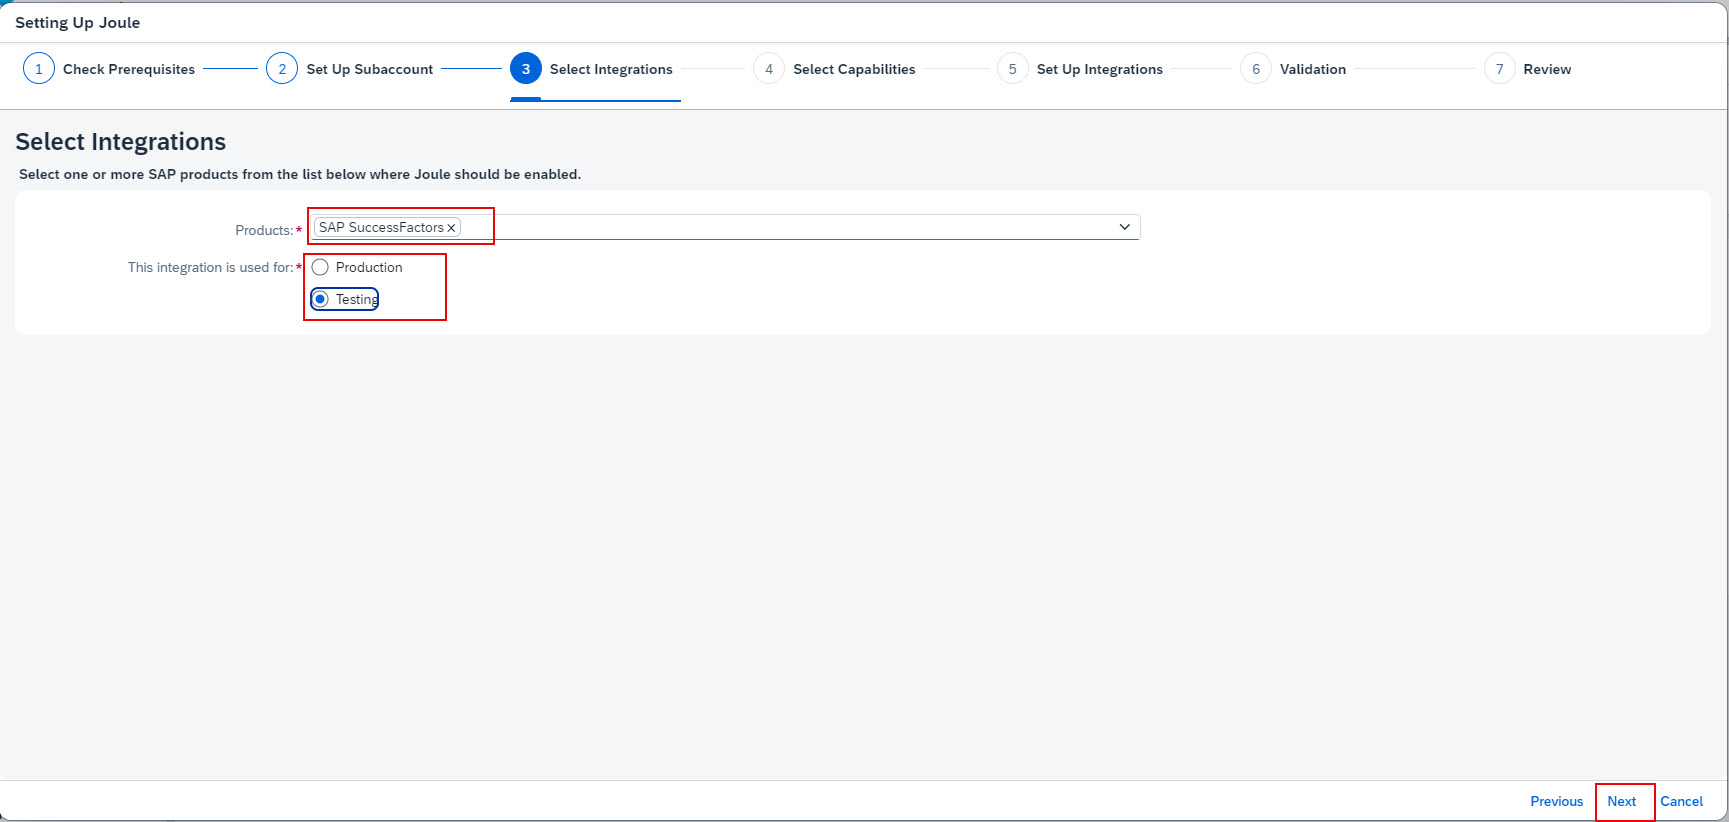 Setting Up Joule
1 Check Prerequisites 2 Set Up Subaccount 3 Select Integrations 4 Select Capabilities 5 Set Up Integrations 6 Validation 7 Review
Select Integrations
Select one or more SAP products from the list below where Joule should be enabled.
Products:* SAP SuccessFactors
This integration is used for:* Production
Testing
Previous Next Cancel